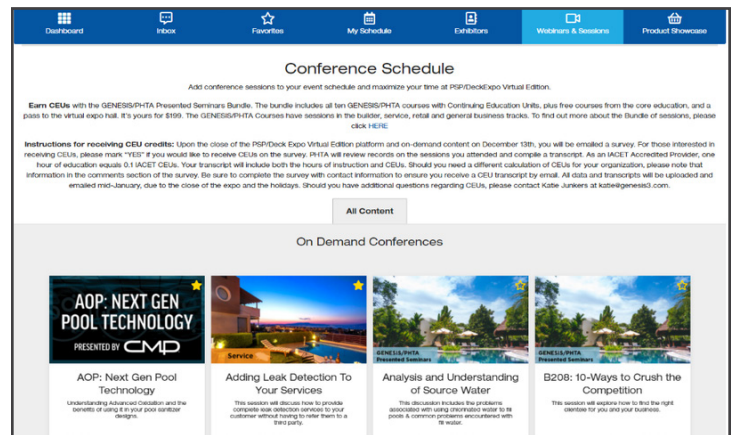 Dashboard
Inbox
Favorites
My Schedule
Exhibitors
Webinars & Sessions
Product Showcase
Conference Schedule
Add conference sessions to your event schedule and maximize your time at PSP/DeckExpo Virtual Edition.
Earn CEUs with the GENESIS/PHTA Presented Seminars Bundle. The bundle includes all ten GENESIS/PHTA courses with Continuing Education Units, plus free courses from the core education, and a
pass to the virtual expo hall. It's yours for $199. The GENESIS/PHTA Courses have sessions in the builder, service, retail and general business tracks. To find out more about the Bundle of sessions, please
click HERE
Instructions for receiving CEU credits: Upon the close of the PSP/Deck Expo Virtual Edition platform and on-demand content on December 13th, you will be emailed a survey. For those interested in
receiving CEUs, please mark "YES" if you would like to receive CEUs on the survey. PHTA will review records on the sessions you attended and compile a transcript. As an IACET Accredited Provider, one
hour of education equals 0.1 IACET CEUs. Your transcript will include both the hours of instruction and CEUs. Should you need a different calculation of CEUs for your organization, please note that
information in the comments section of the survey. Be sure to complete the survey with contact information to ensure you receive a CEU transcript by email. All data and transcripts will be uploaded and
emailed mid-January, due to the close of the expo and the holidays. Should you have additional questions regarding CEUs, please contact Katie Junkers at katie@genesis3.com.
All Content
On Demand Conferences
AOP: NEXT GEN
POOL TECHNOLOGY
PRESENTED BY CMP
AOP: Next Gen Pool
Technology
Understanding Advanced Oxidation and the
benefits of using it in your pool sanitizer
designs.
Service
Adding Leak Detection To
Your Services
This session will discuss how to provide
complete leak detection services to your
customer without having to refer them to a
third party.
GENESIS/PHTA
Presented Seminars
Analysis and Understanding
of Source Water
This discussion includes the problems
associated with using chlorinated water to fill
pools & common problems encountered with
fill water.
GENESIS/PHTA
Presented Seminars
B208: 10-Ways to Crush the
Competition
This session will explore how to find the right
clientele for you and your business.